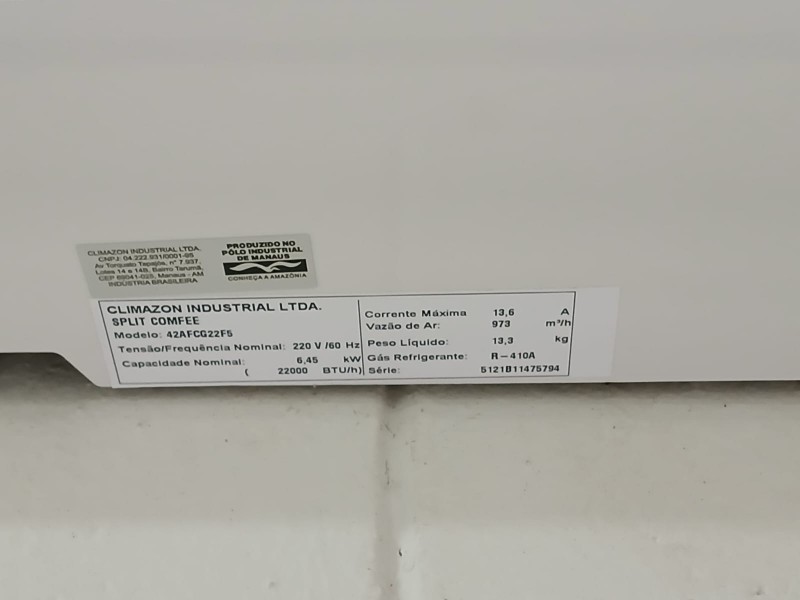 CLIMAZON INDUSTRIAL LTDA.
CNPJ: 04.222.931/0001-95
Av Torquato Tapajós, nº 7.937,
Lotes 14 e 14B, Bairro Tarumã,
CEP 69041-025, Manaus - AM
INDÚSTRIA BRASILEIRA
PRODUZIDO NO
PÓLO INDUSTRIAL
DE MANAUS
CONHEÇA A AMAZÔNIA
CLIMAZON INDUSTRIAL LTDA.
SPLIT COMFEE
Modelo: 42AFCG22F5
Tensão/Frequência Nominal: 220 V /60 Hz
Capacidade Nominal: 6,45 kW
( 22000 BTU/h)
Corrente Máxima 13,6 A
Vazão de Ar: 973 m³/h
Peso Líquido: 13,3 kg
Gás Refrigerante: R-410A
Série: 5121B11475794